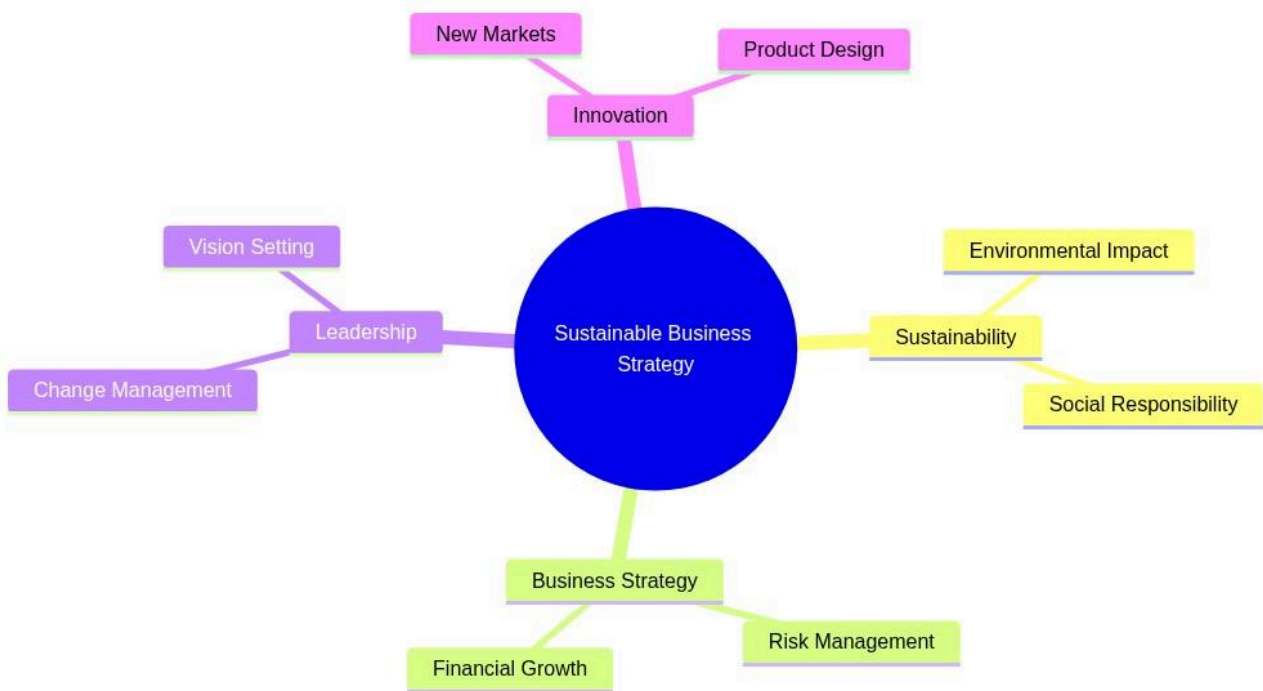 New Markets
Product Design
Innovation
Vision Setting
Environmental Impact
Leadership
Sustainable Business
Strategy
Sustainability
Change Management
Social Responsibility
Business Strategy
Risk Management
Financial Growth